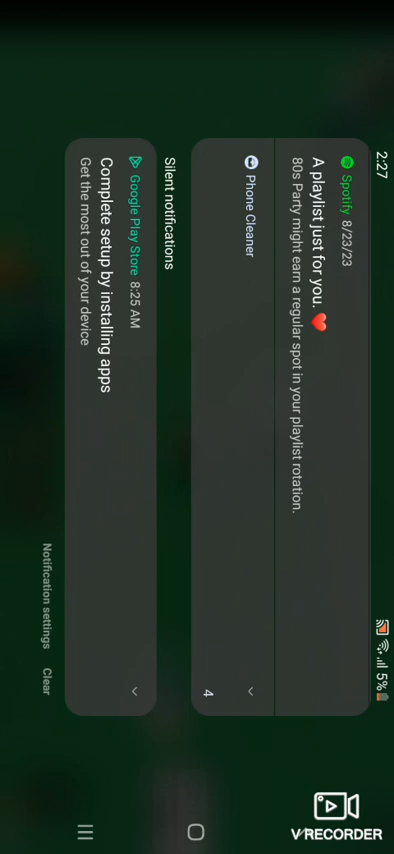 2:27
5%
Spotify 8/23/23
A playlist just for you. ❤️
80s Party might earn a regular spot in your playlist rotation.
Phone Cleaner
4
Silent notifications
Google Play Store 8:25 AM
Complete setup by installing apps
Get the most out of your device
Notification settings Clear
V RECORDER